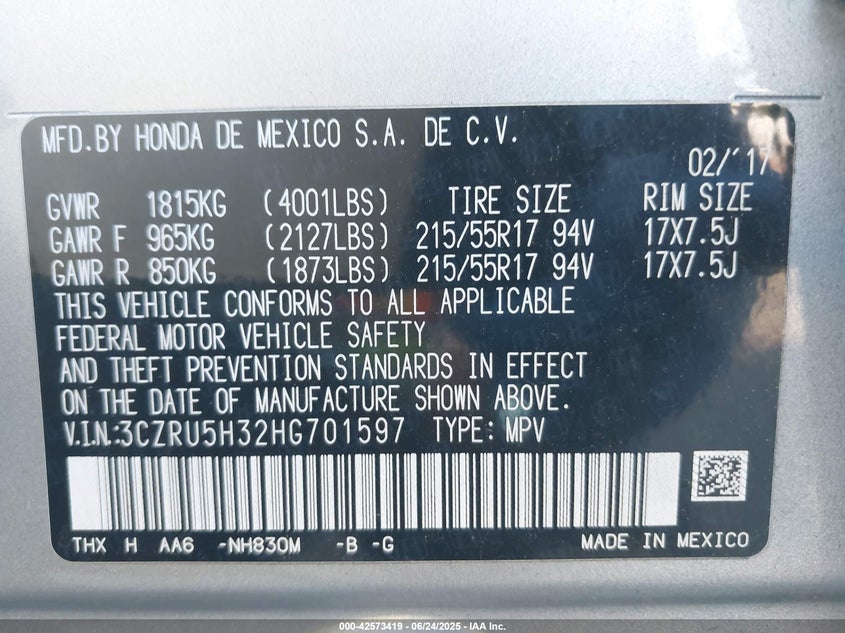 MFD.BY HONDA DE MEXICO S.A. DE C.V.
02/'17
GVWR 1815KG (4001LBS) TIRE SIZE RIM SIZE
GAWR F 965KG (2127LBS) 215/55R17 94V 17X7.5J
GAWR R 850KG (1873LBS) 215/55R17 94V 17X7.5J
THIS VEHICLE CONFORMS TO ALL APPLICABLE
FEDERAL MOTOR VEHICLE SAFETY
AND THEFT PREVENTION STANDARDS IN EFFECT
ON THE DATE OF MANUFACTURE SHOWN ABOVE.
V.I.N.:3CZRU5H32HG701597 TYPE: MPV
THX H AA6 -NH830M -B -G MADE IN MEXICO
000-42573419 - 06/24/2025 - IAA Inc.